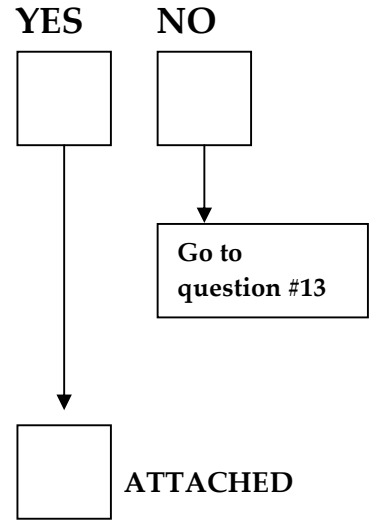 YES NO
Go to
question #13
ATTACHED